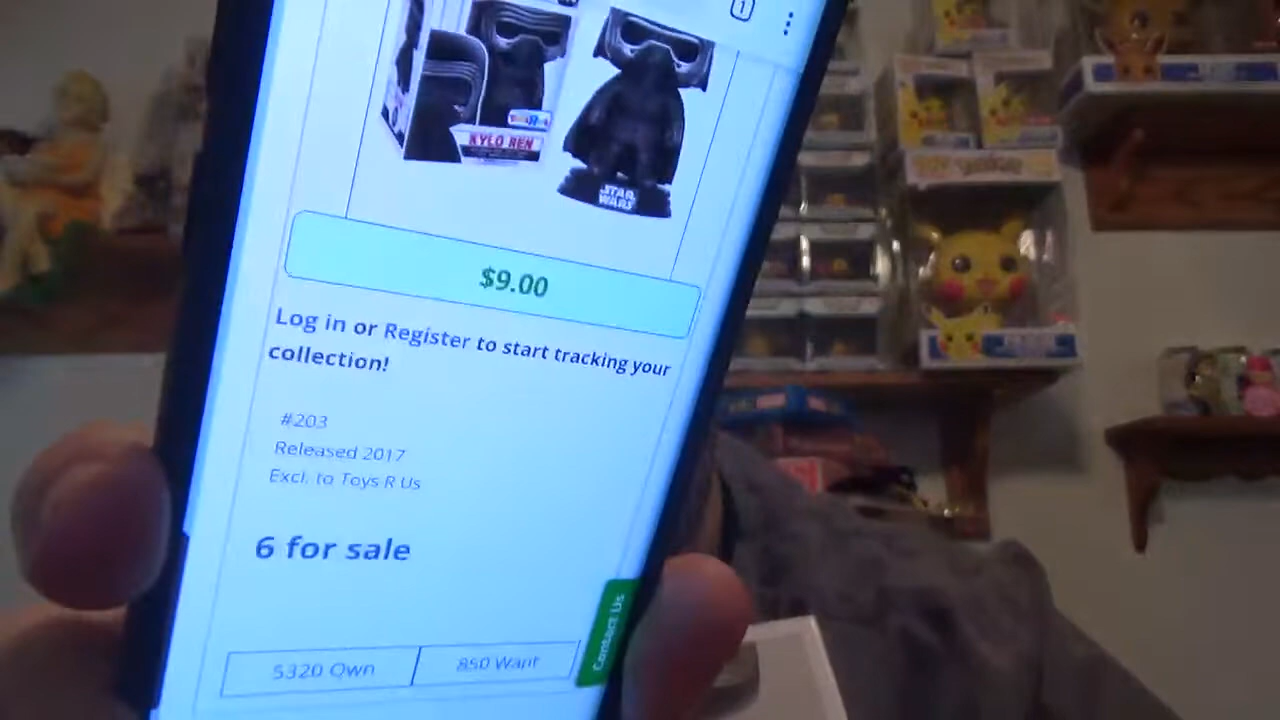 1
KYLO REN
STAR
WARS
$9.00
Log in or Register to start tracking your
collection!
#203
Released 2017
Excl. to Toys R Us
6 for sale
Contact Us
5320 Own
850 Want